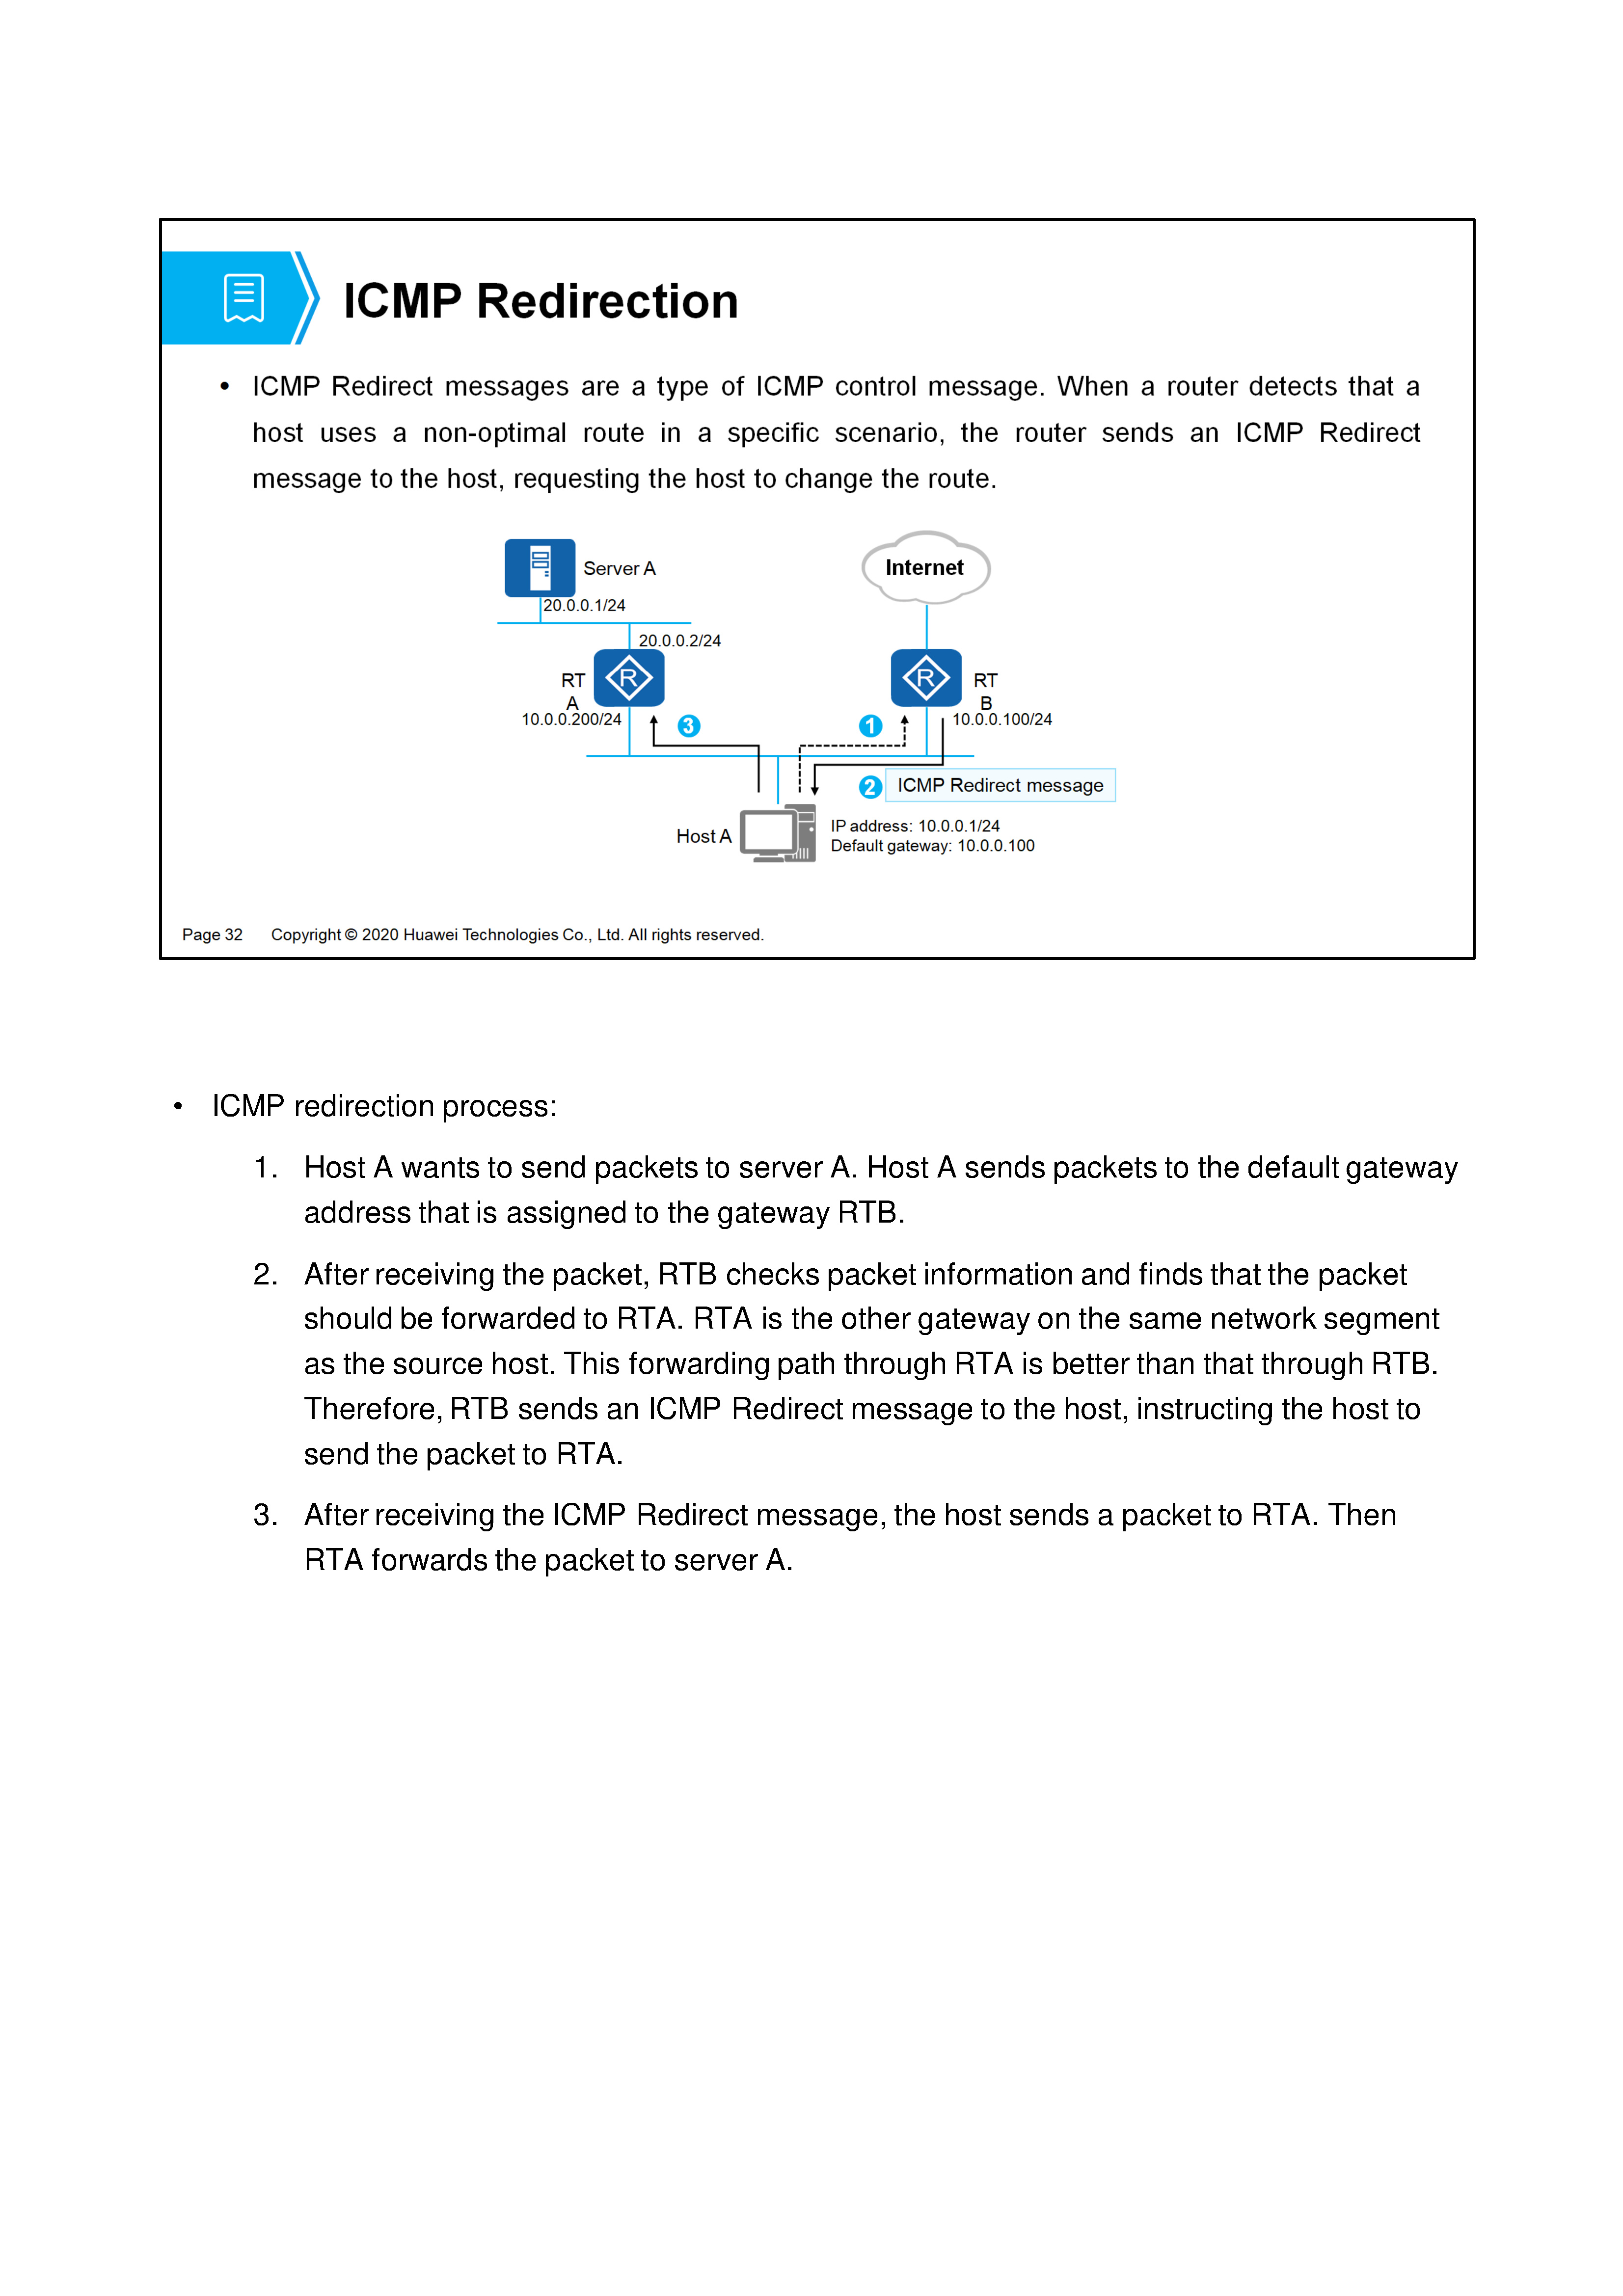 ICMP Redirection
• ICMP Redirect messages are a type of ICMP control message. When a router detects that a
host uses a non-optimal route in a specific scenario, the router sends an ICMP Redirect
message to the host, requesting the host to change the route.
Server A
Internet
20.0.0.1/24
20.0.0.2/24
RT
A
R
R
RT
B
10.0.0.200/24
3
1
10.0.0.100/24
2 ICMP Redirect message
Host A
IP address: 10.0.0.1/24
Default gateway: 10.0.0.100
Page 32 Copyright © 2020 Huawei Technologies Co., Ltd. All rights reserved.
• ICMP redirection process:
1. Host A wants to send packets to server A. Host A sends packets to the default gateway
address that is assigned to the gateway RTB.
2. After receiving the packet, RTB checks packet information and finds that the packet
should be forwarded to RTA. RTA is the other gateway on the same network segment
as the source host. This forwarding path through RTA is better than that through RTB.
Therefore, RTB sends an ICMP Redirect message to the host, instructing the host to
send the packet to RTA.
3. After receiving the ICMP Redirect message, the host sends a packet to RTA. Then
RTA forwards the packet to server A.